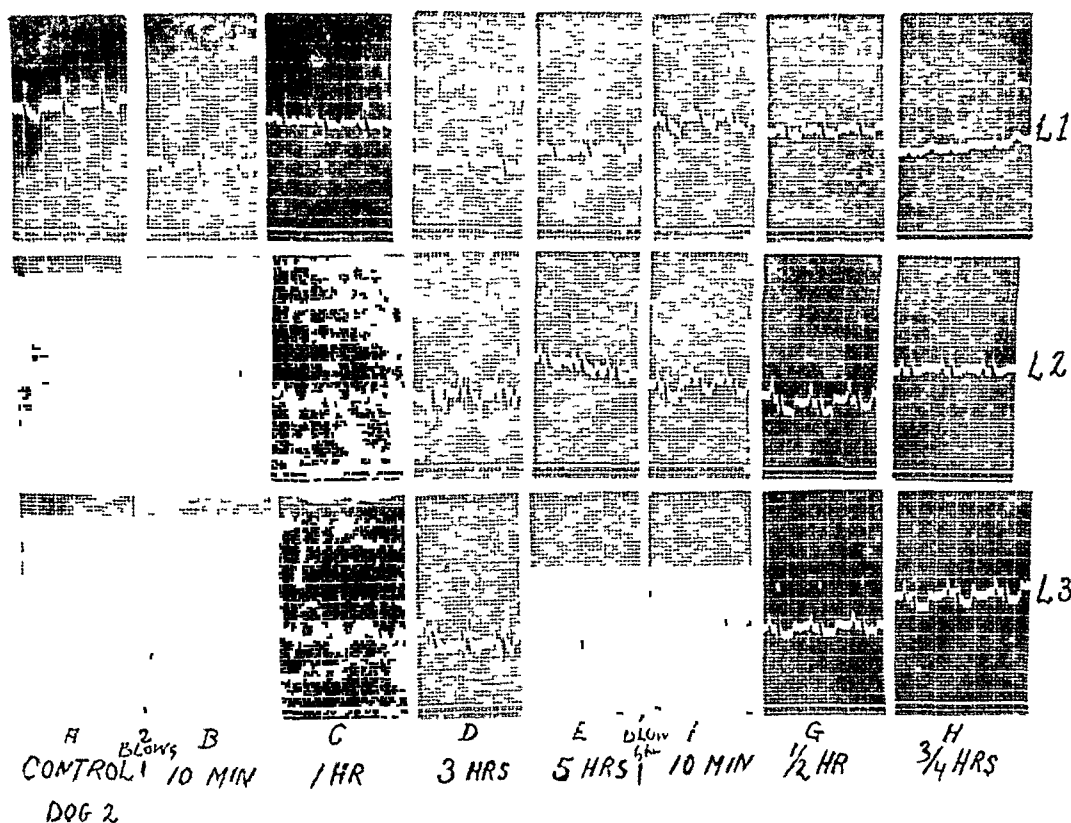 L1
L2
L3
A 2 BLOWS B C D E BLOW G H
CONTROL 10 MIN 1 HR 3 HRS 5 HRS 10 MIN 1/2 HR 3/4 HRS
DOG 2